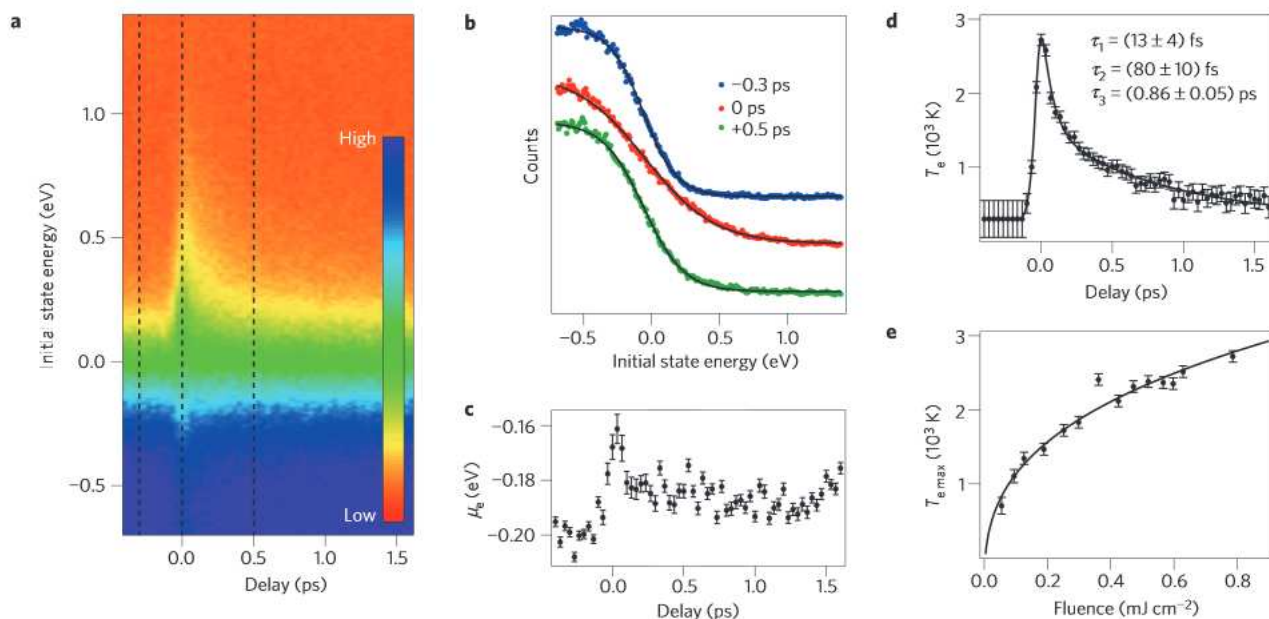 a
Initial state energy (eV)
1.0
0.5
0.0
−0.5
High
Low
0.0 0.5 1.0 1.5
Delay (ps)
b
Counts
−0.3 ps
0 ps
+0.5 ps
−0.5 0.0 0.5 1.0
Initial state energy (eV)
c
μe (eV)
−0.16
−0.18
−0.20
0.0 0.5 1.0 1.5
Delay (ps)
d
Te (10³ K)
3
2
1
τ1 = (13 ± 4) fs
τ2 = (80 ± 10) fs
τ3 = (0.86 ± 0.05) ps
0.0 0.5 1.0 1.5
Delay (ps)
e
Te max (10³ K)
3
2
1
0.0 0.2 0.4 0.6 0.8
Fluence (mJ cm−2)